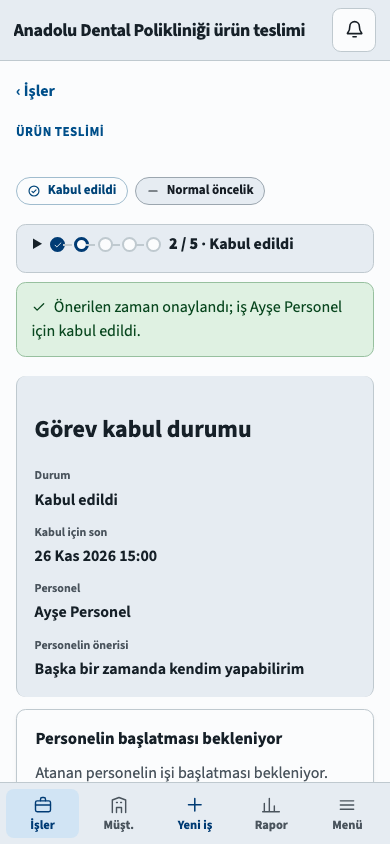 Anadolu Dental Polikliniği ürün teslimi
‹ İşler
ÜRÜN TESLİMİ
Kabul edildi
Normal öncelik
2 / 5 · Kabul edildi
Önerilen zaman onaylandı; iş Ayşe Personel
için kabul edildi.
Görev kabul durumu
Durum
Kabul edildi
Kabul için son
26 Kas 2026 15:00
Personel
Ayşe Personel
Personelin önerisi
Başka bir zamanda kendim yapabilirim
Personelin başlatması bekleniyor
Atanan personelin işi başlatması bekleniyor.
İşler
Müşt.
Yeni iş
Rapor
Menü